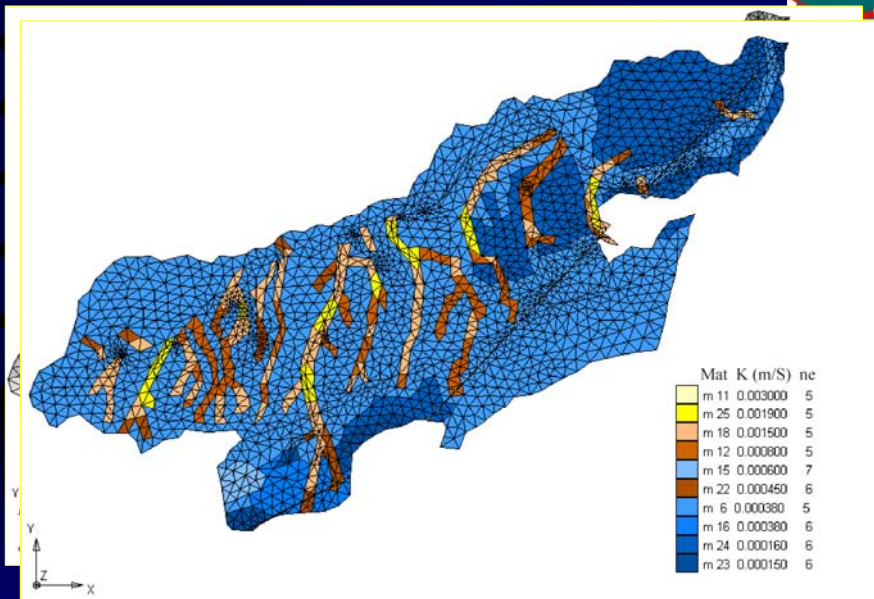 Mat K (m/S) ne
m 11 0.003000 5
m 25 0.001900 5
m 18 0.001500 5
m 12 0.000800 5
m 15 0.000600 7
m 22 0.000450 6
m 6 0.000380 5
m 16 0.000380 6
m 24 0.000160 6
m 23 0.000150 6
Y
Y
Z
X